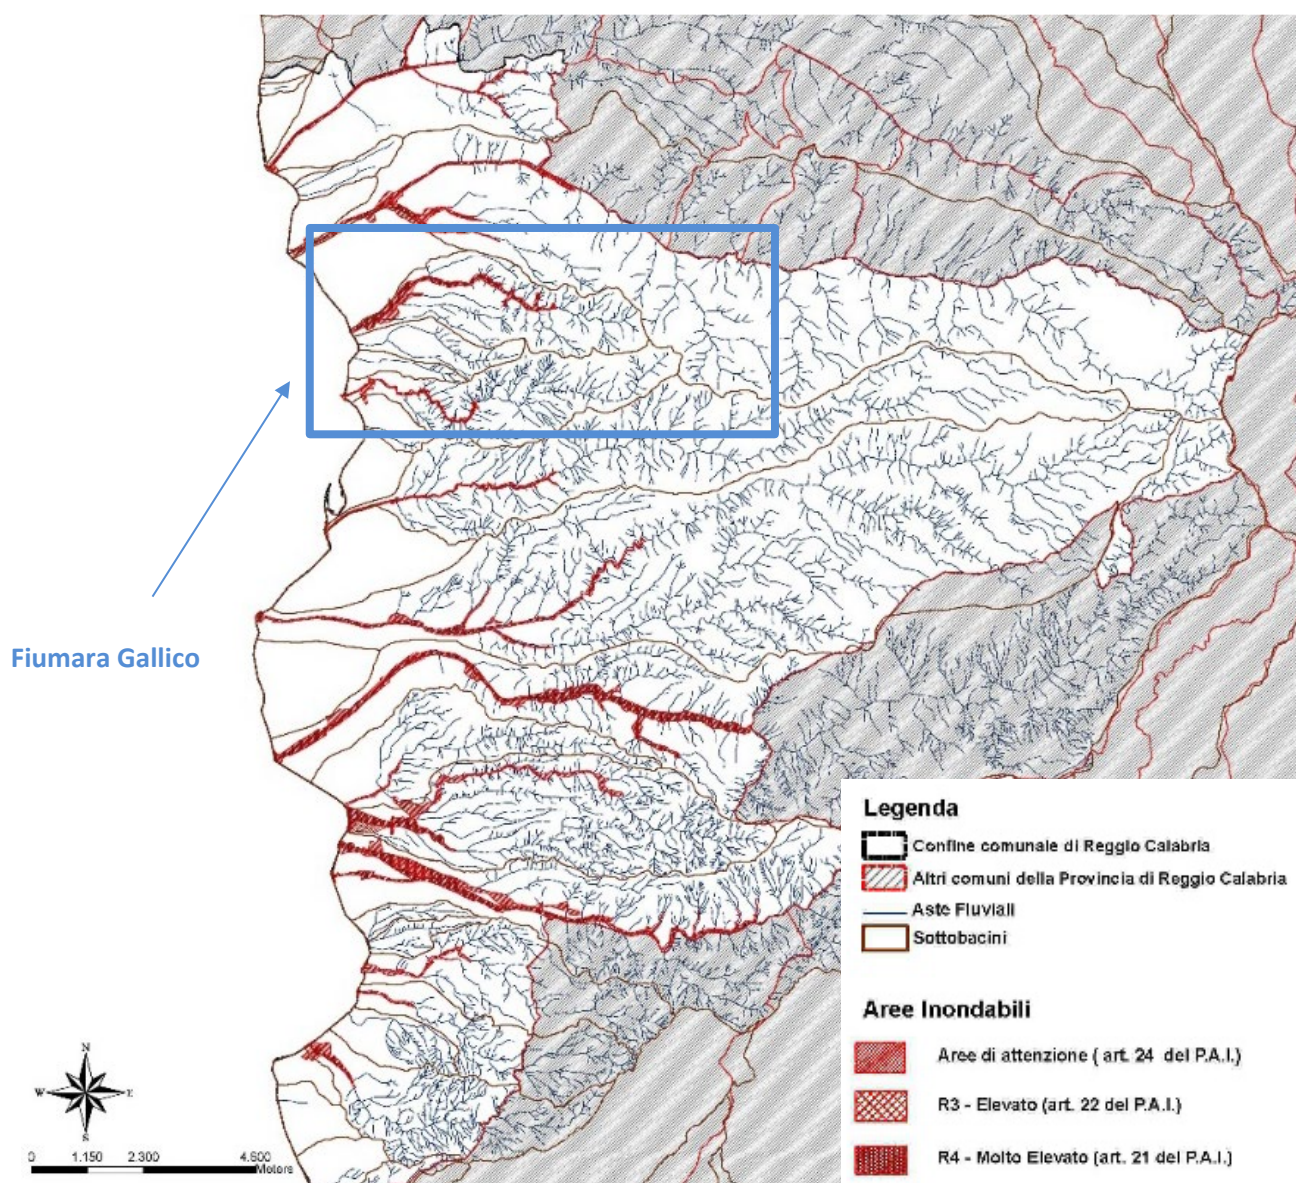 Fiumara Gallico
Legenda
Confine comunale di Reggio Calabria
Altri comuni della Provincia di Reggio Calabria
Aste Fluviali
Sottobacini
Aree Inondabili
Aree di attenzione ( art. 24 del P.A.I.)
R3 - Elevato (art. 22 del P.A.I.)
R4 - Molto Elevato (art. 21 del P.A.I.)
N
W E
S
0 1.150 2.300 4.600
Meters